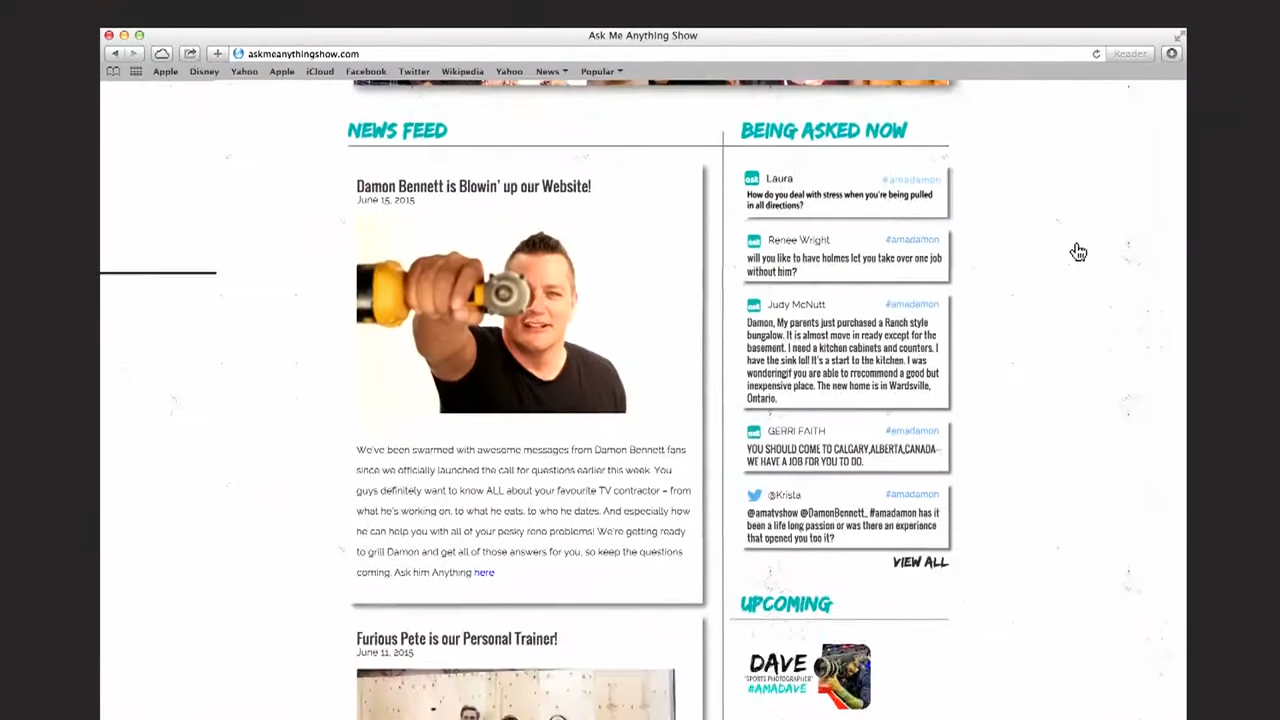 Ask Me Anything Show
askmeanythingshow.com
Reader
Apple Disney Yahoo Apple iCloud Facebook Twitter Wikipedia Yahoo News Popular
NEWS FEED
Damon Bennett is Blowin' up our Website!
June 15, 2015
We've been swarmed with awesome messages from Damon Bennett fans
since we officially launched the call for questions earlier this week. You
guys definitely want to know ALL about your favourite TV contractor – from
what he's working on, to what he eats, to who he dates. And especially how
he can help you with all of your pesky reno problems! We're getting ready
to grill Damon and get all of those answers for you, so keep the questions
coming. Ask him Anything here
Furious Pete is our Personal Trainer!
June 11, 2015
BEING ASKED NOW
ask Laura #amadamon
How do you deal with stress when you're being pulled
in all directions?
ask Renee Wright #amadamon
will you like to have holmes let you take over one job
without him?
ask Judy McNutt #amadamon
Damon, My parents just purchased a Ranch style
bungalow. It is almost move in ready except for the
basement. I need a kitchen cabinets and counters. I
have the sink lol! It's a start to the kitchen. I was
wonderingif you are able to rrecommend a good but
inexpensive place. The new home is in Wardsville,
Ontario.
ask GERRI FAITH #amadamon
YOU SHOULD COME TO CALGARY,ALBERTA,CANADA--
WE HAVE A JOB FOR YOU TO DO.
@Krista #amadamon
@amatvshow @DamonBennett_ #amadamon has it
been a life long passion or was there an experience
that opened you too it?
VIEW ALL
UPCOMING
DAVE
"SPORTS PHOTOGRAPHER"
#AMADAVE